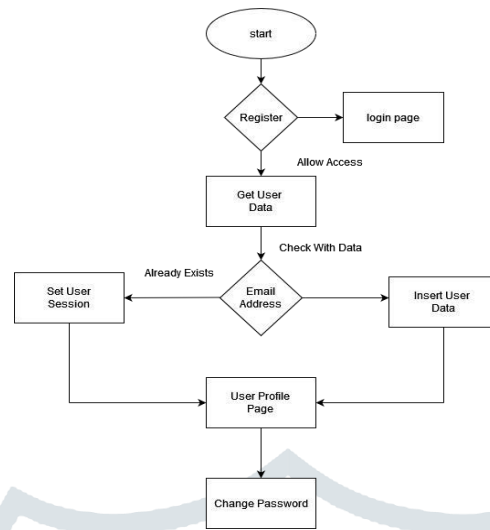 start
Register
login page
Allow Access
Get User
Data
Check With Data
Already Exists
Set User
Session
Email
Address
Insert User
Data
User Profile
Page
Change Password